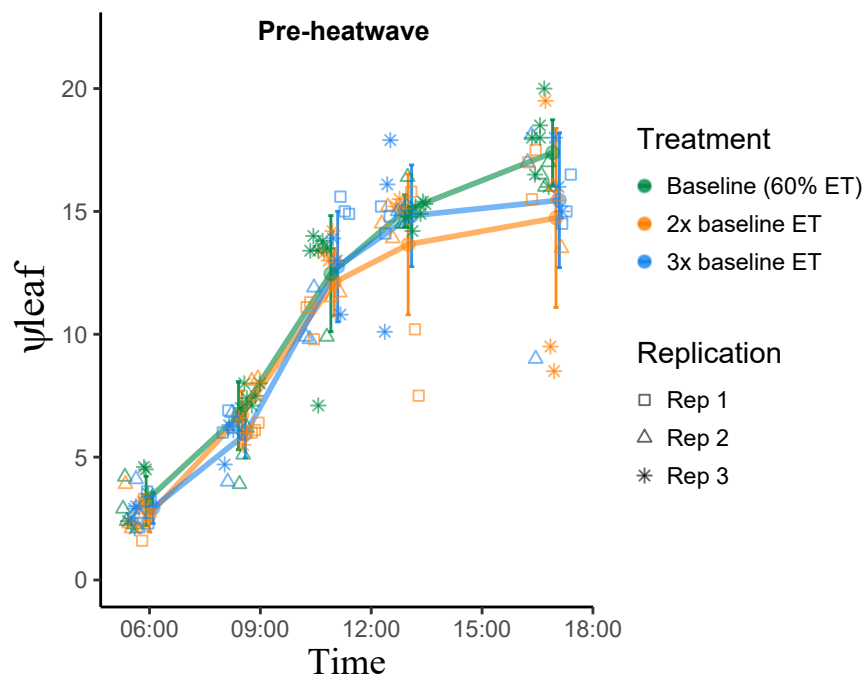 Pre-heatwave
20
15
10
5
0
ψleaf
06:00 09:00 12:00 15:00 18:00
Time
Treatment
Baseline (60% ET)
2x baseline ET
3x baseline ET
Replication
Rep 1
Rep 2
Rep 3